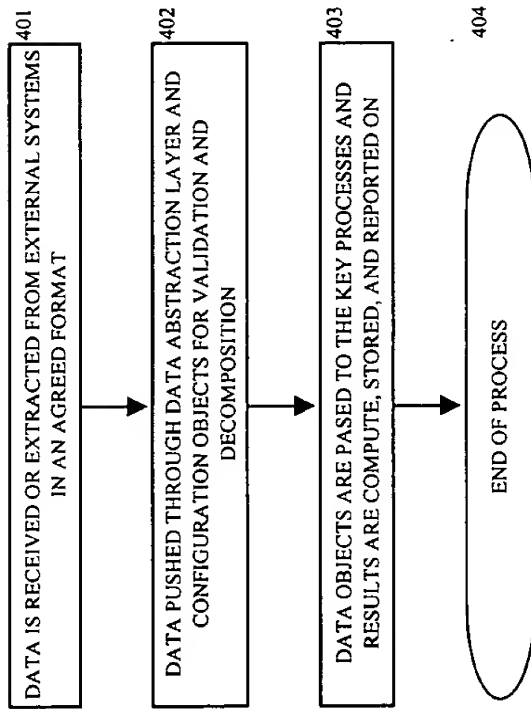 401
DATA IS RECEIVED OR EXTRACTED FROM EXTERNAL SYSTEMS
IN AN AGREED FORMAT
402
DATA PUSHED THROUGH DATA ABSTRACTION LAYER AND
CONFIGURATION OBJECTS FOR VALIDATION AND
DECOMPOSITION
403
DATA OBJECTS ARE PASED TO THE KEY PROCESSES AND
RESULTS ARE COMPUTE, STORED, AND REPORTED ON
404
END OF PROCESS